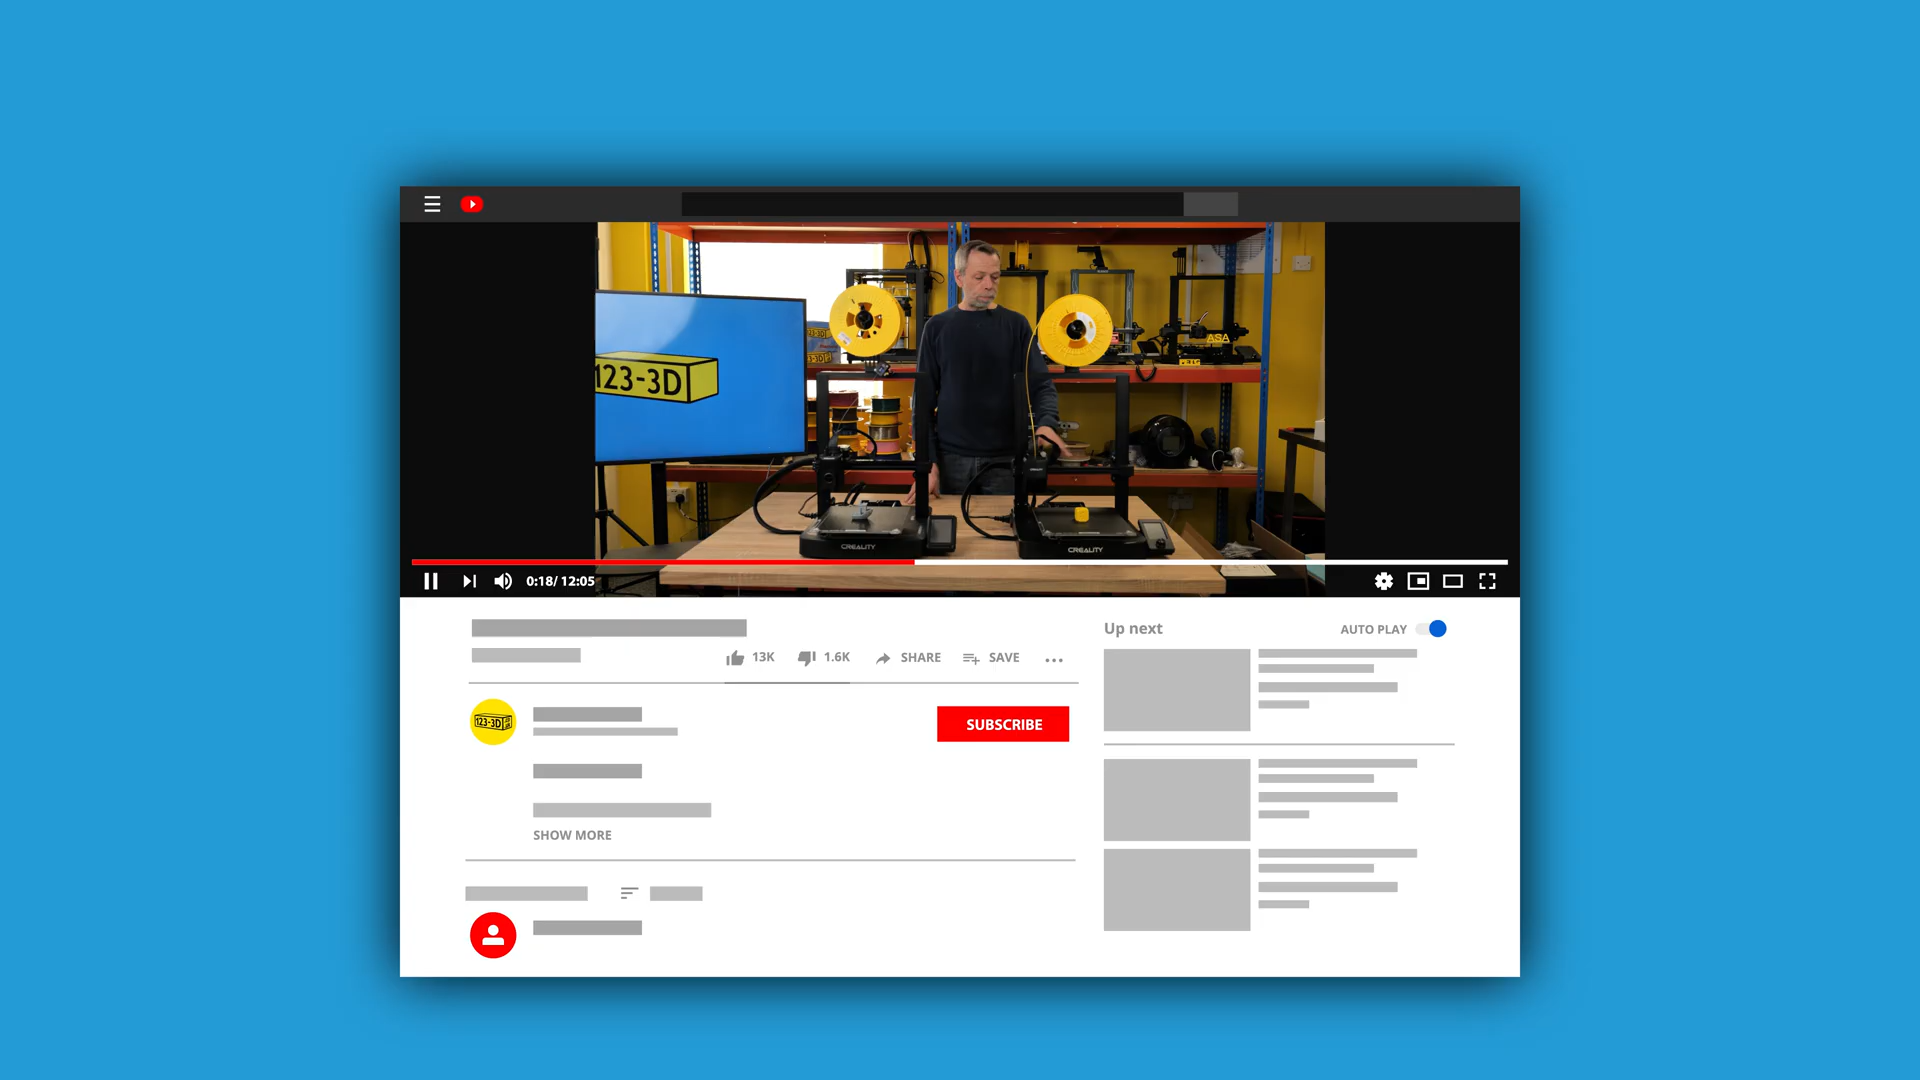 123-3D
ASA
CREALITY
CREALITY
0:18/ 12:05
13K
1.6K
SHARE
SAVE
Up next
AUTO PLAY
123-3D
SUBSCRIBE
SHOW MORE